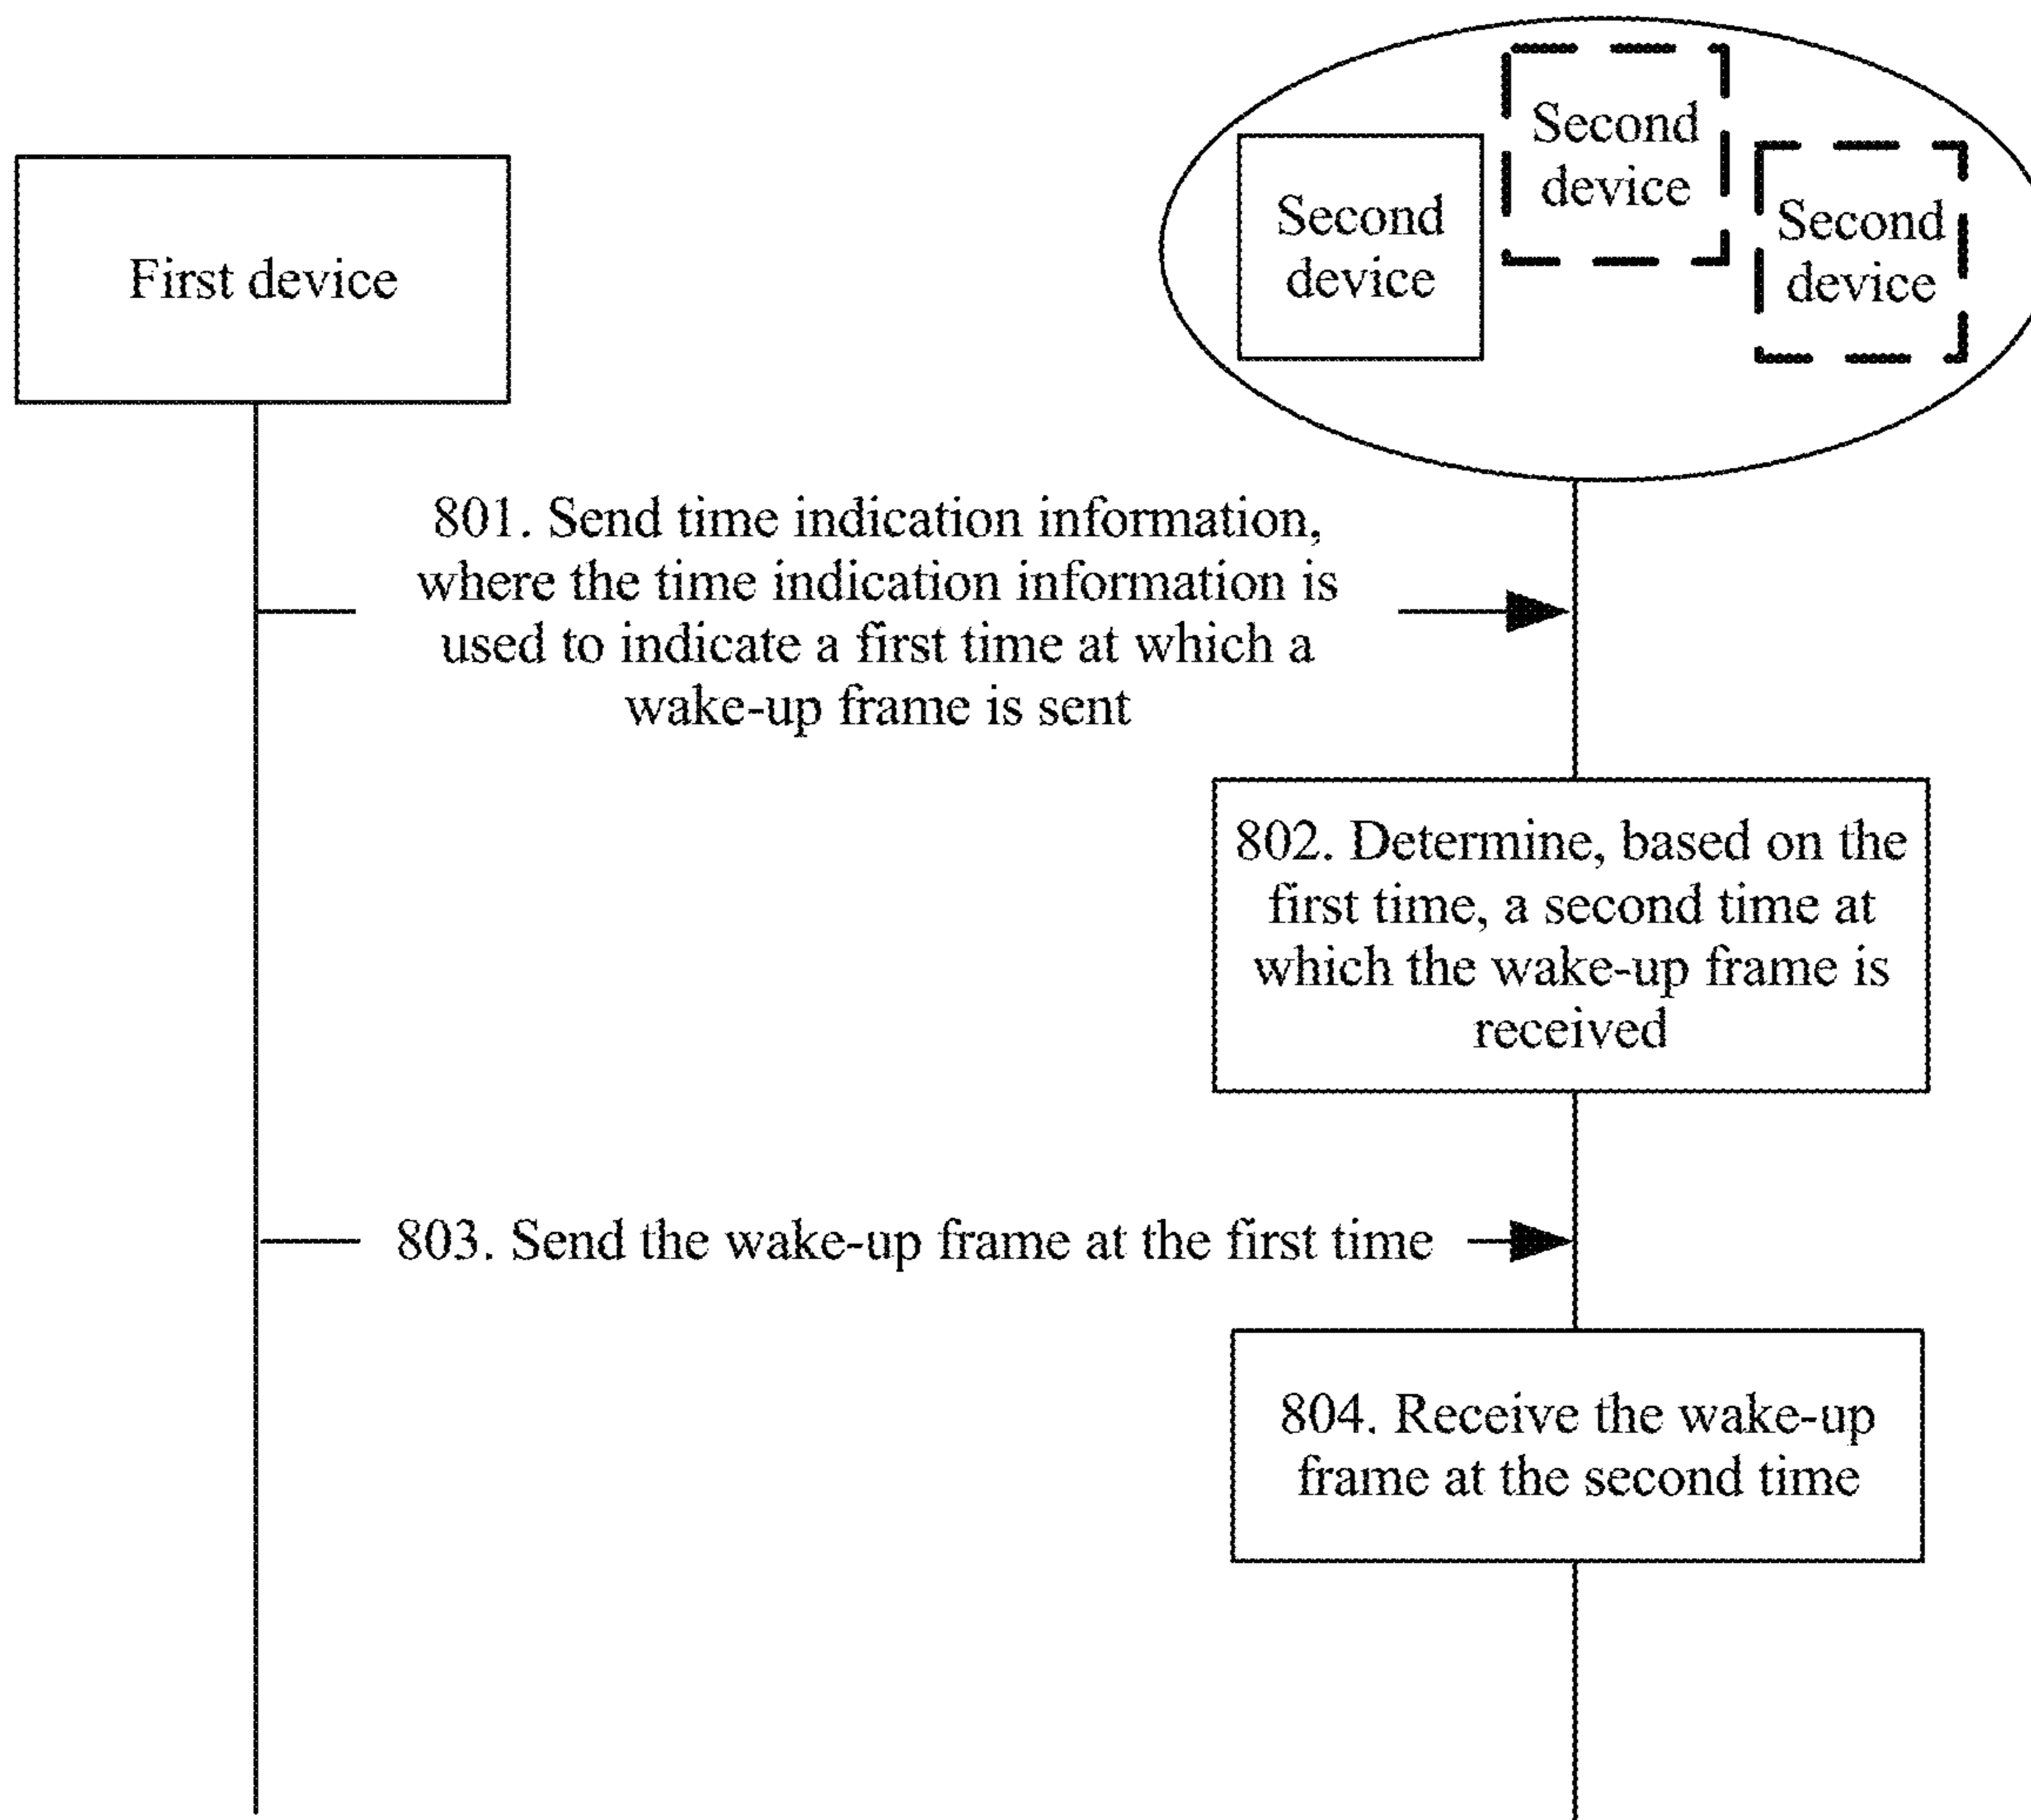 First device
Second
device
Second
device
Second
device
801. Send time indication information,
where the time indication information is
used to indicate a first time at which a
wake-up frame is sent
802. Determine, based on the
first time, a second time at
which the wake-up frame is
received
803. Send the wake-up frame at the first time
804. Receive the wake-up
frame at the second time